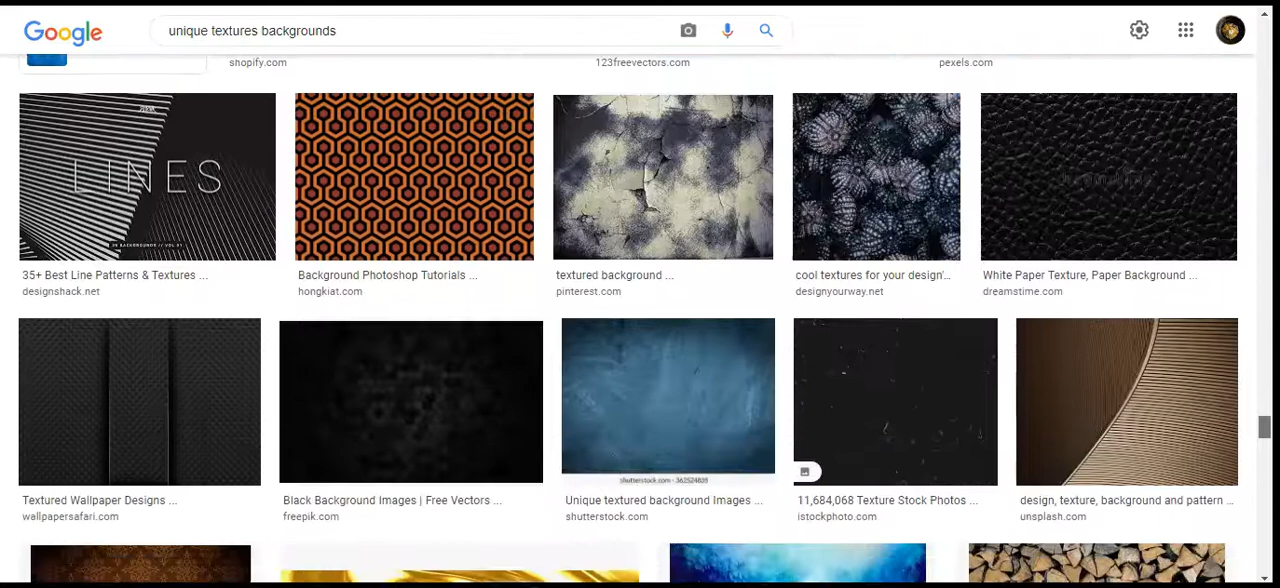 Google
unique textures backgrounds
shopify.com
123freevectors.com
pexels.com
LINES
35+ Best Line Patterns & Textures ...
designshack.net
Background Photoshop Tutorials ...
hongkiat.com
textured background ...
pinterest.com
cool textures for your design'...
designyourway.net
White Paper Texture, Paper Background ...
dreamstime.com
Textured Wallpaper Designs ...
wallpapersafari.com
Black Background Images | Free Vectors ...
freepik.com
shutterstock.com · 362524839
Unique textured background Images ...
shutterstock.com
11,684,068 Texture Stock Photos ...
istockphoto.com
design, texture, background and pattern ...
unsplash.com